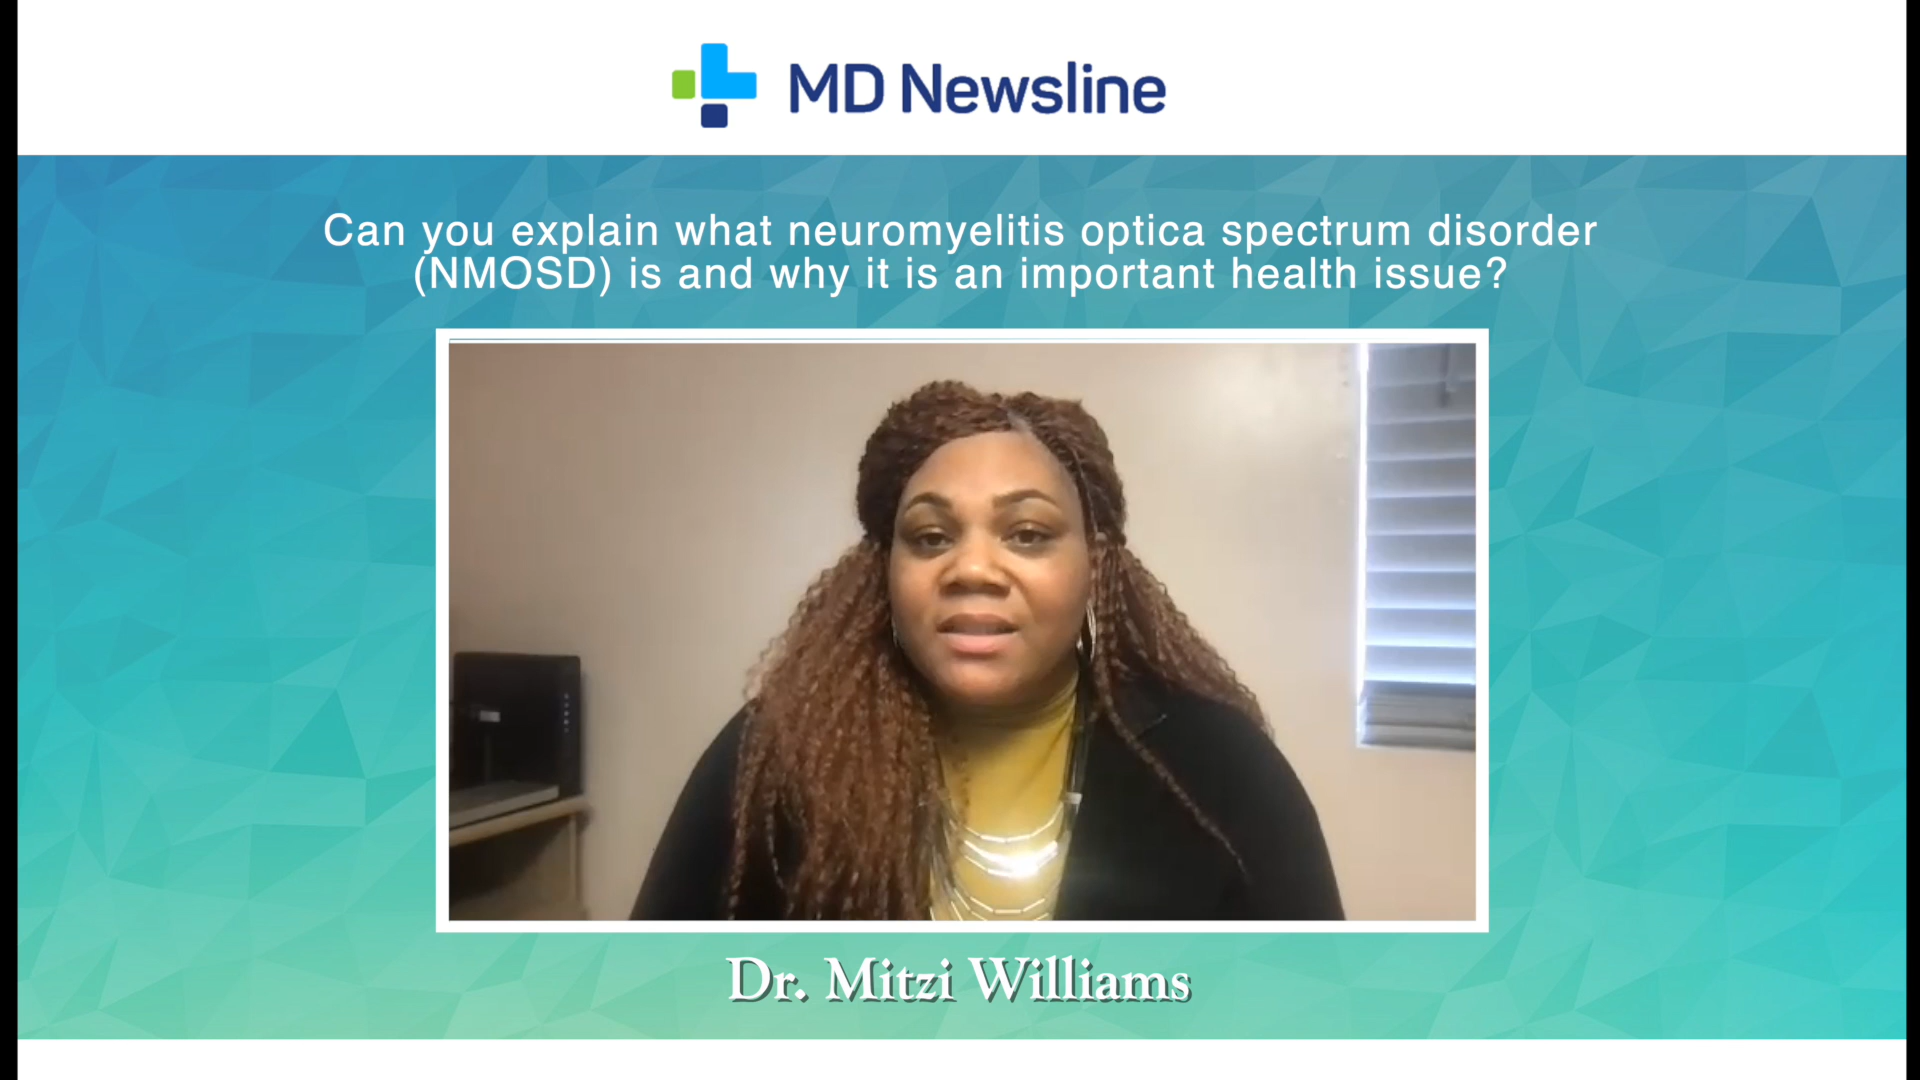 MD Newsline
Can you explain what neuromyelitis optica spectrum disorder
(NMOSD) is and why it is an important health issue?
Dr. Mitzi Williams